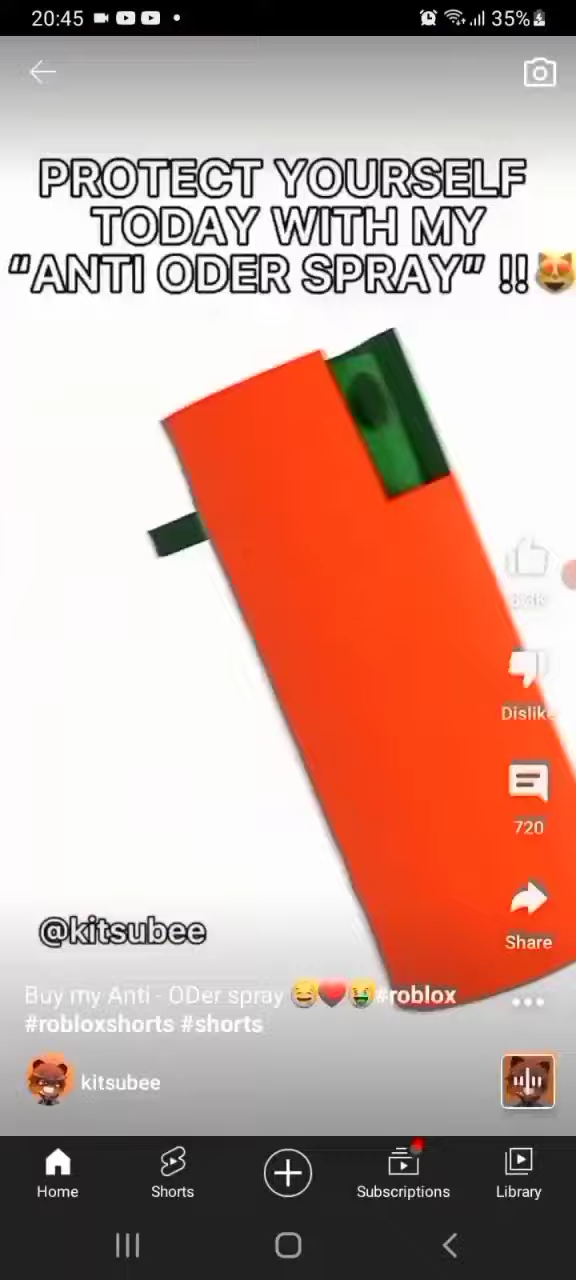 20:45
35%
PROTECT YOURSELF
TODAY WITH MY
“ANTI ODER SPRAY” !!😻
Dislike
720
Share
@kitsubee
Buy my Anti - ODer spray 😂❤️🤑#roblox
#robloxshorts #shorts
kitsubee
Home
Shorts
Subscriptions
Library